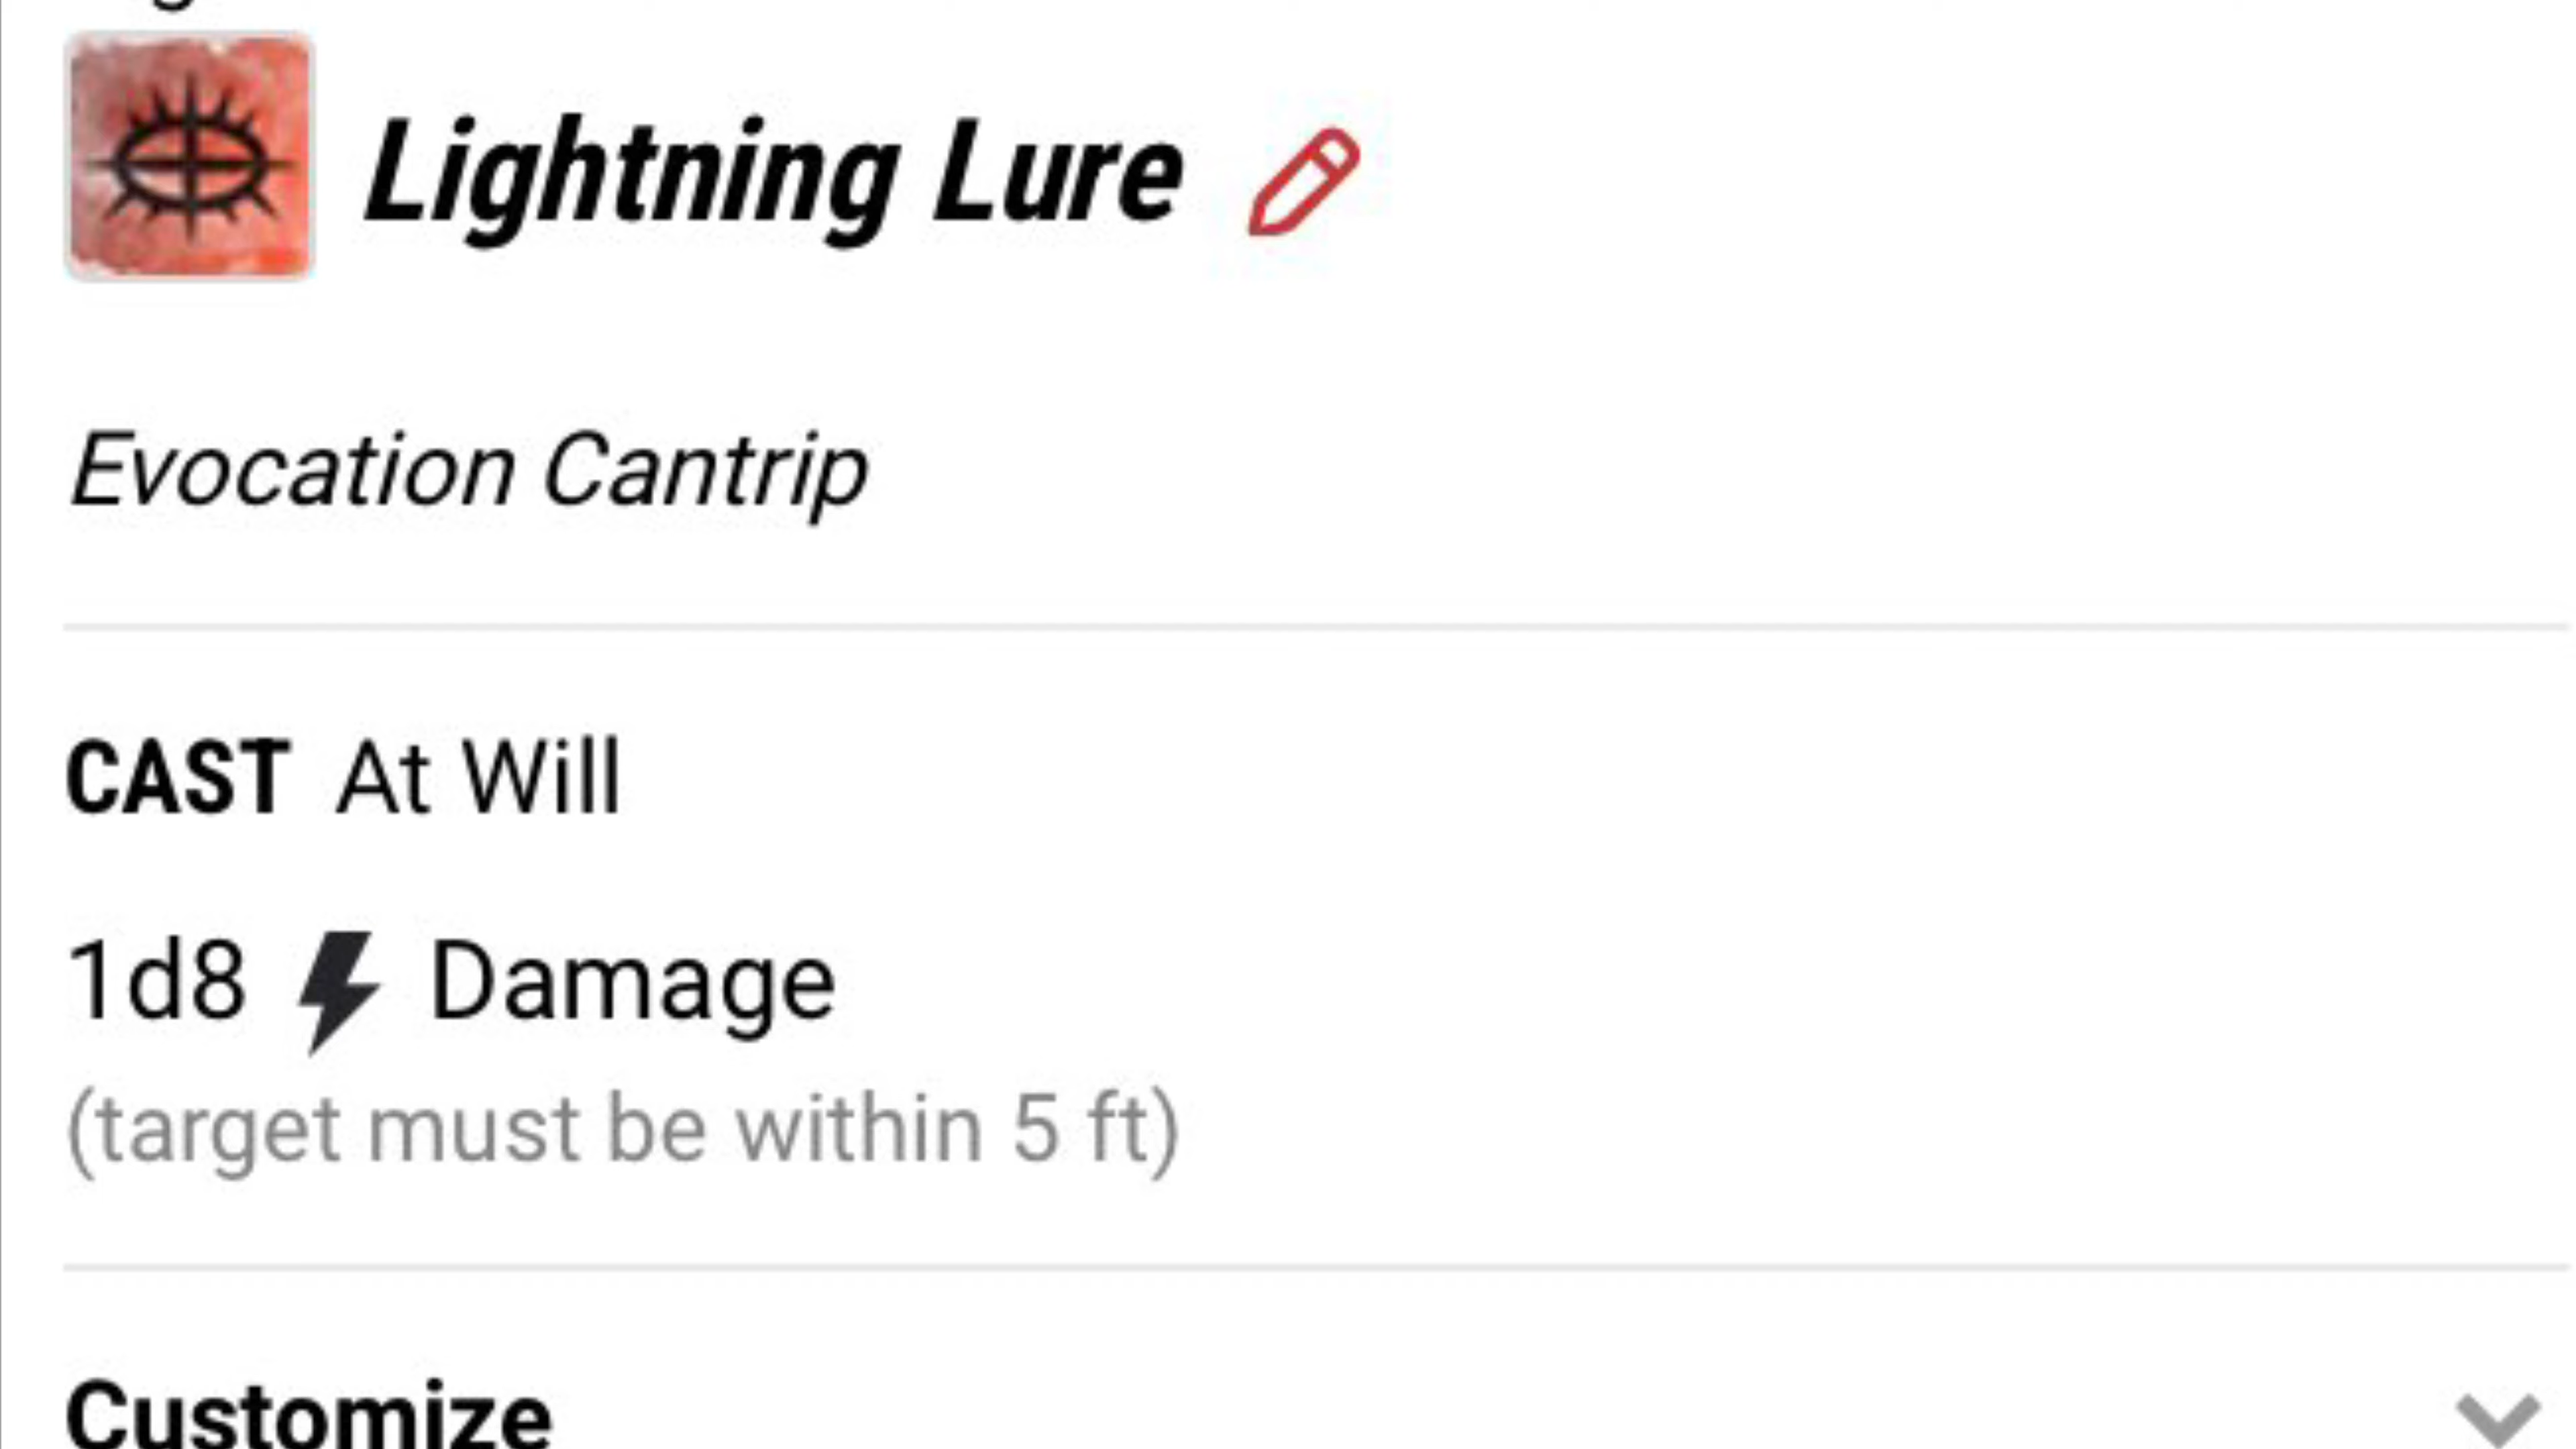 Lightning Lure
Evocation Cantrip
CAST At Will
1d8 Damage
(target must be within 5 ft)
Customize